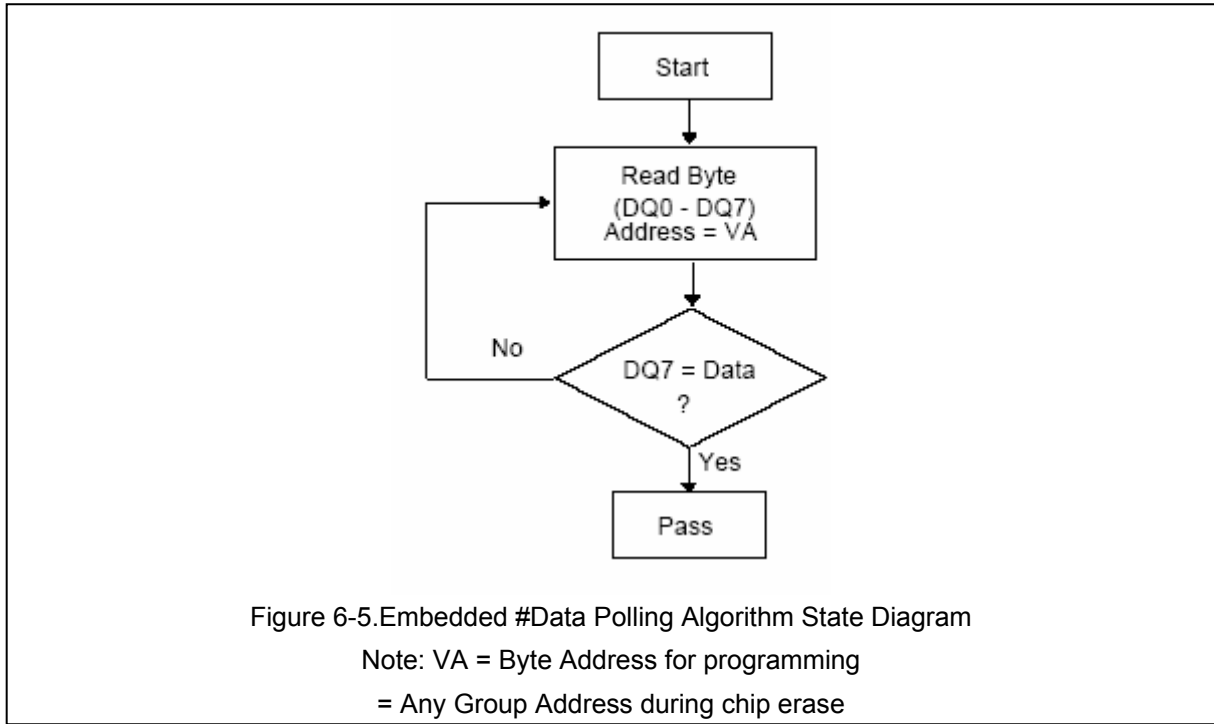 Start
Read Byte
(DQ0 - DQ7)
Address = VA
No
DQ7 = Data
?
Yes
Pass
Figure 6-5.Embedded #Data Polling Algorithm State Diagram
Note: VA = Byte Address for programming
= Any Group Address during chip erase